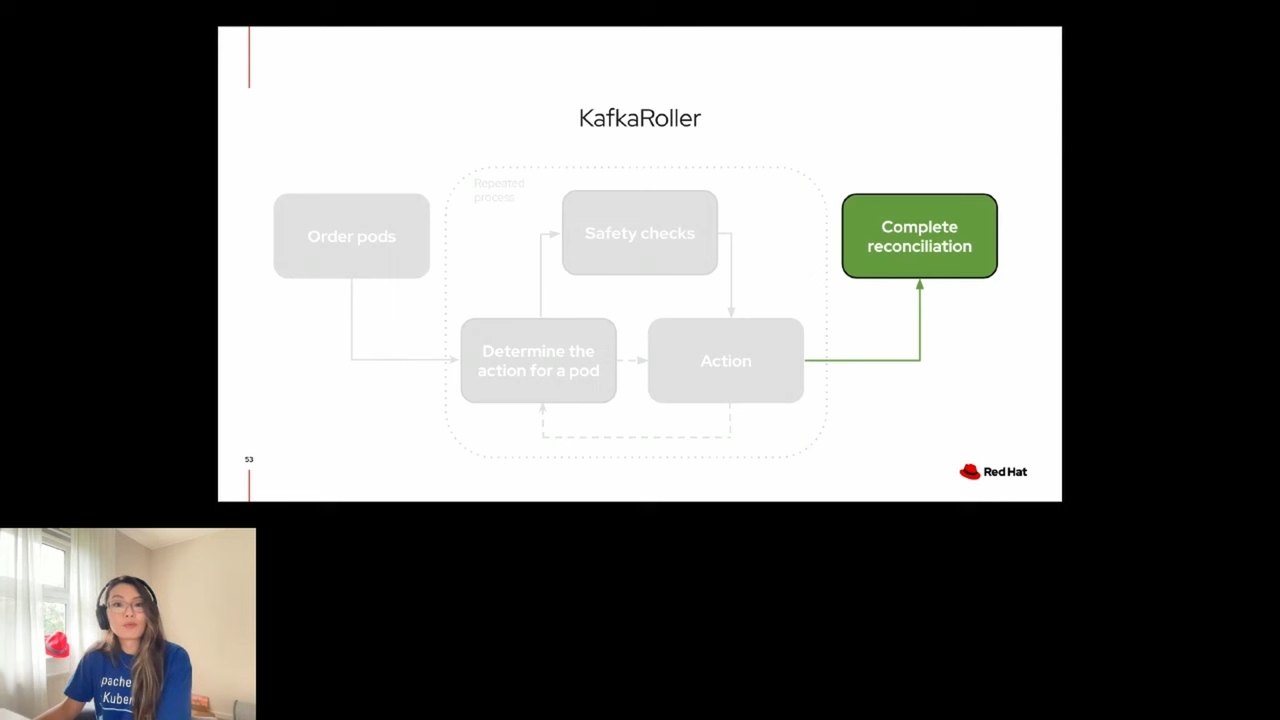 KafkaRoller
Repeated
process
Order pods
Safety checks
Complete
reconciliation
Determine the
action for a pod
Action
53
Red Hat
pache
Kuber